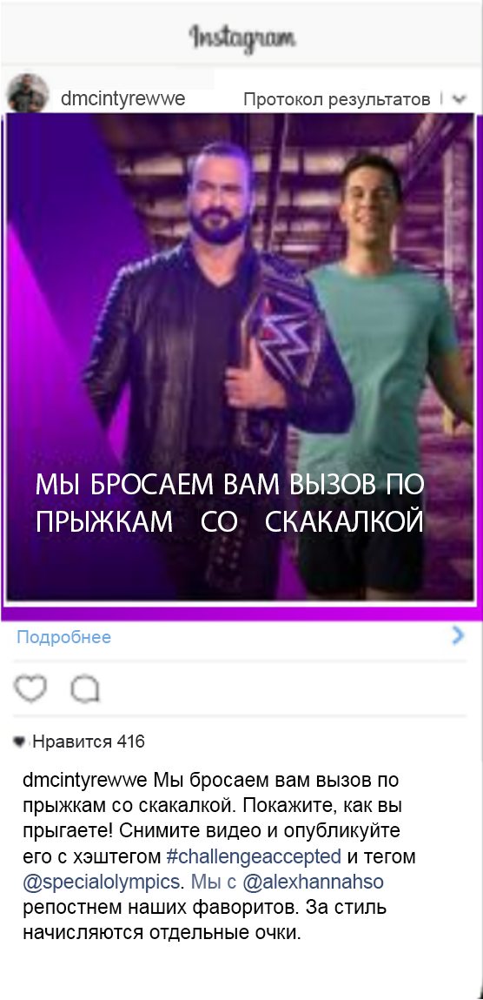 Instagram
dmcintyrewwe
Протокол результатов
МЫ БРОСАЕМ ВАМ ВЫЗОВ ПО
ПРЫЖКАМ СО СКАКАЛКОЙ
Подробнее
Нравится 416
dmcintyrewwe Мы бросаем вам вызов по
прыжкам со скакалкой. Покажите, как вы
прыгаете! Снимите видео и опубликуйте
его с хэштегом #challengeaccepted и тегом
@specialolympics. Мы с @alexhannahso
репостнем наших фаворитов. За стиль
начисляются отдельные очки.